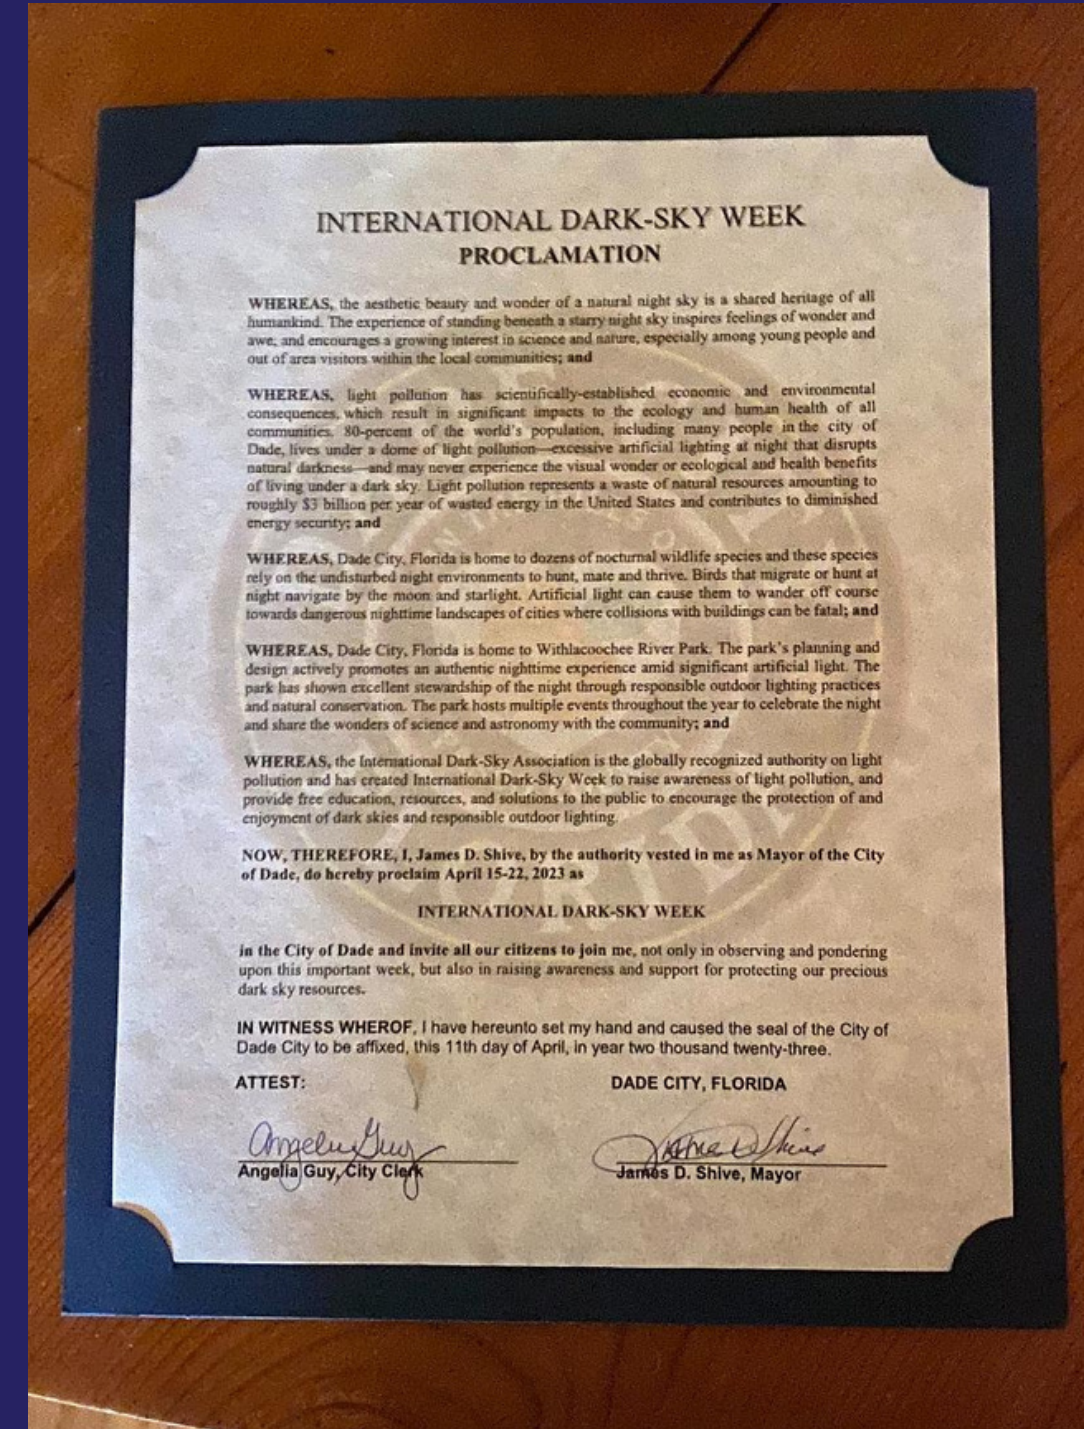 INTERNATIONAL DARK-SKY WEEK
PROCLAMATION
WHEREAS, the aesthetic beauty and wonder of a natural night sky is a shared heritage of all
humankind. The experience of standing beneath a starry night sky inspires feelings of wonder and
awe; and encourages a growing interest in science and nature, especially among young people and
out of area visitors within the local communities; and
WHEREAS, light pollution has scientifically-established economic and environmental
consequences, which result in significant impacts to the ecology and human health of all
communities. 80-percent of the world's population, including many people in the city of
Dade, lives under a dome of light pollution—excessive artificial lighting at night that disrupts
natural darkness—and may never experience the visual wonder or ecological and health benefits
of living under a dark sky. Light pollution represents a waste of natural resources amounting to
roughly $3 billion per year of wasted energy in the United States and contributes to diminished
energy security; and
WHEREAS, Dade City, Florida is home to dozens of nocturnal wildlife species and these species
rely on the undisturbed night environments to hunt, mate and thrive. Birds that migrate or hunt at
night navigate by the moon and starlight. Artificial light can cause them to wander off course
towards dangerous nighttime landscapes of cities where collisions with buildings can be fatal; and
WHEREAS, Dade City, Florida is home to Withlacoochee River Park. The park's planning and
design actively promotes an authentic nighttime experience amid significant artificial light. The
park has shown excellent stewardship of the night through responsible outdoor lighting practices
and natural conservation. The park hosts multiple events throughout the year to celebrate the night
and share the wonders of science and astronomy with the community; and
WHEREAS, the International Dark-Sky Association is the globally recognized authority on light
pollution and has created International Dark-Sky Week to raise awareness of light pollution, and
provide free education, resources, and solutions to the public to encourage the protection of and
enjoyment of dark skies and responsible outdoor lighting.
NOW, THEREFORE, I, James D. Shive, by the authority vested in me as Mayor of the City
of Dade, do hereby proclaim April 15-22, 2023 as
INTERNATIONAL DARK-SKY WEEK
in the City of Dade and invite all our citizens to join me, not only in observing and pondering
upon this important week, but also in raising awareness and support for protecting our precious
dark sky resources.
IN WITNESS WHEROF, I have hereunto set my hand and caused the seal of the City of
Dade City to be affixed, this 11th day of April, in year two thousand twenty-three.
ATTEST: DADE CITY, FLORIDA
Angelia Guy
Angelia Guy, City Clerk
James D. Shive, Mayor